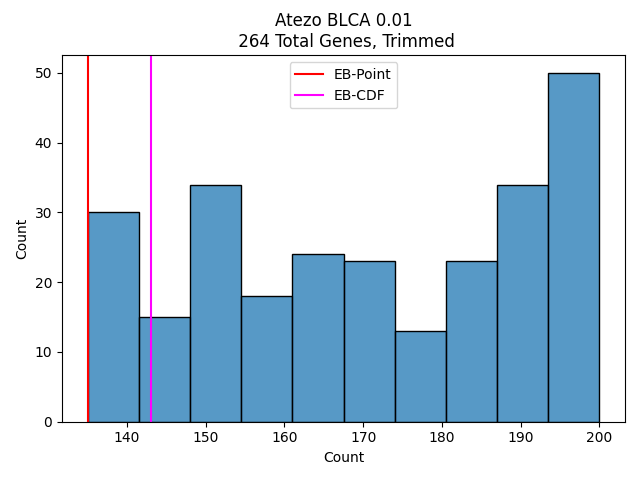 Atezo BLCA 0.01
264 Total Genes, Trimmed
EB-Point
EB-CDF
Count
50
40
30
20
10
0
140 150 160 170 180 190 200
Count